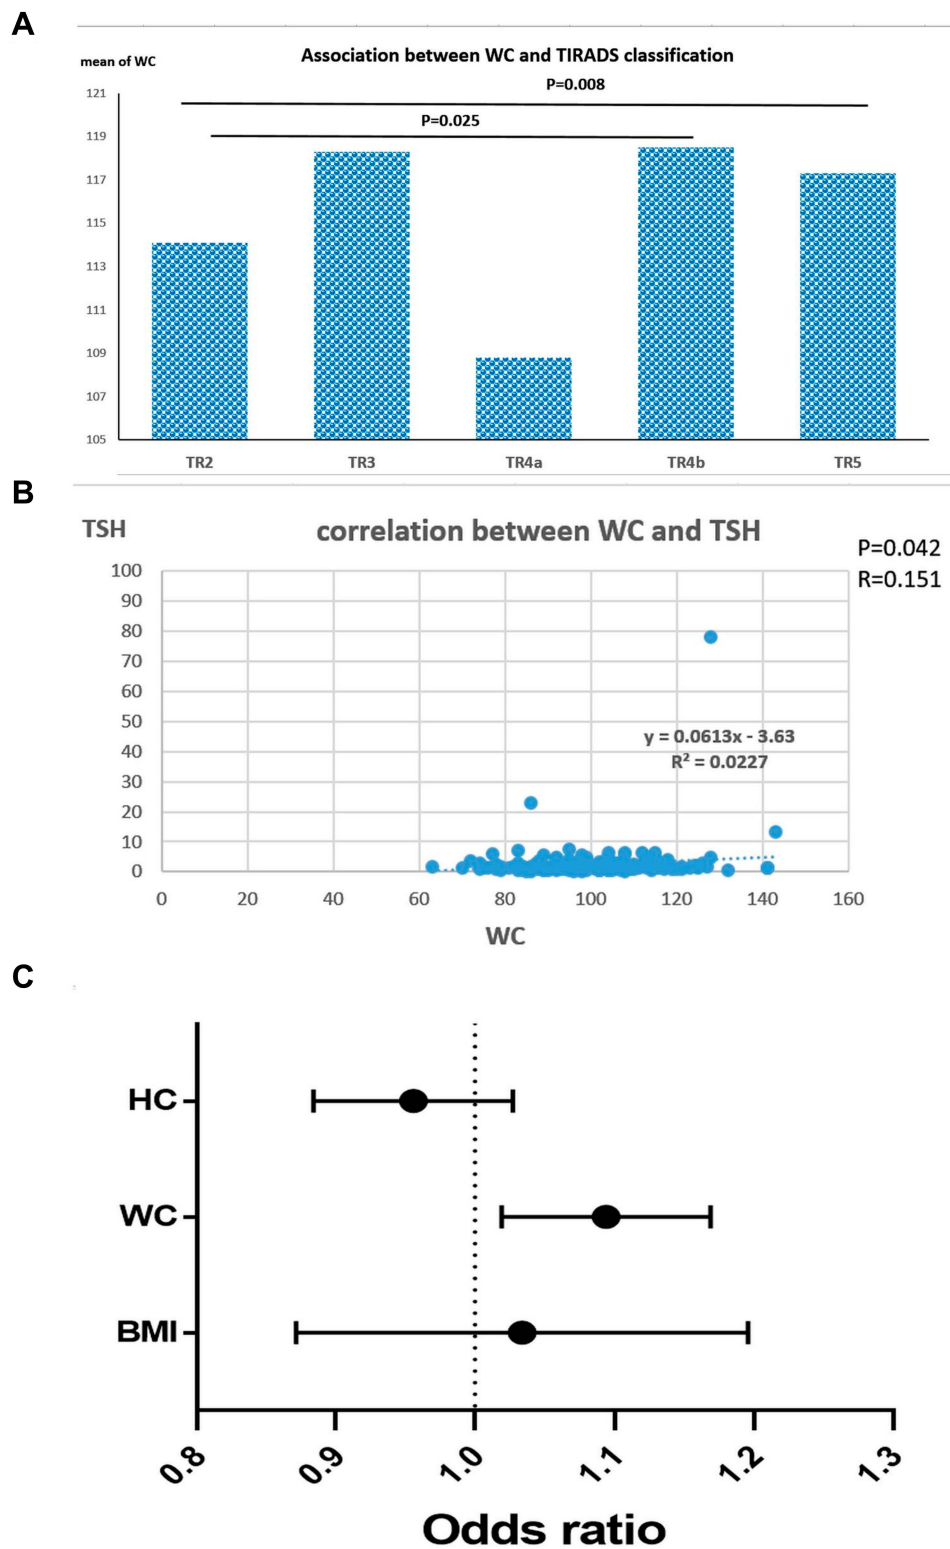 A
mean of WC
Association between WC and TIRADS classification
P=0.008
P=0.025
121
119
117
115
113
111
109
107
105
TR2 TR3 TR4a TR4b TR5
B
TSH
correlation between WC and TSH
P=0.042
R=0.151
100
90
80
70
60
50
40
30
20
10
0
y = 0.0613x - 3.63
R² = 0.0227
0 20 40 60 80 100 120 140 160
WC
C
HC
WC
BMI
0.8 0.9 1.0 1.1 1.2 1.3
Odds ratio